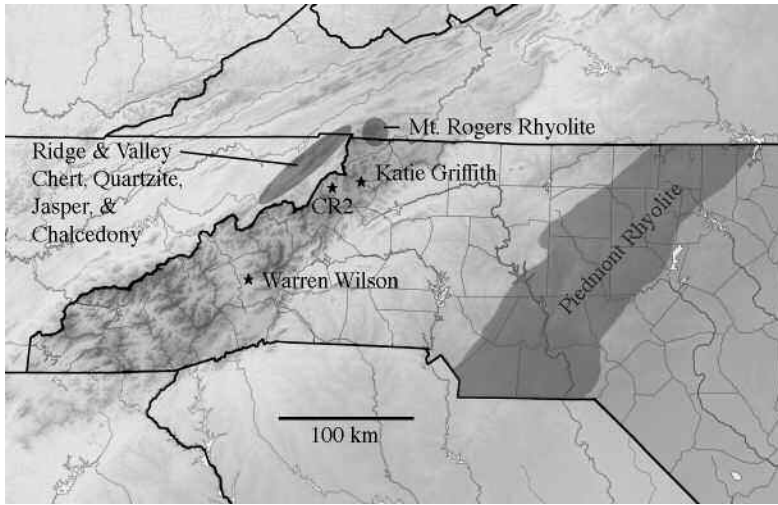 Mt. Rogers Rhyolite
Ridge & Valley
Chert, Quartzite,
Jasper, &
Chalcedony
Katie Griffith
CR2
Warren Wilson
Piedmont Rhyolite
100 km